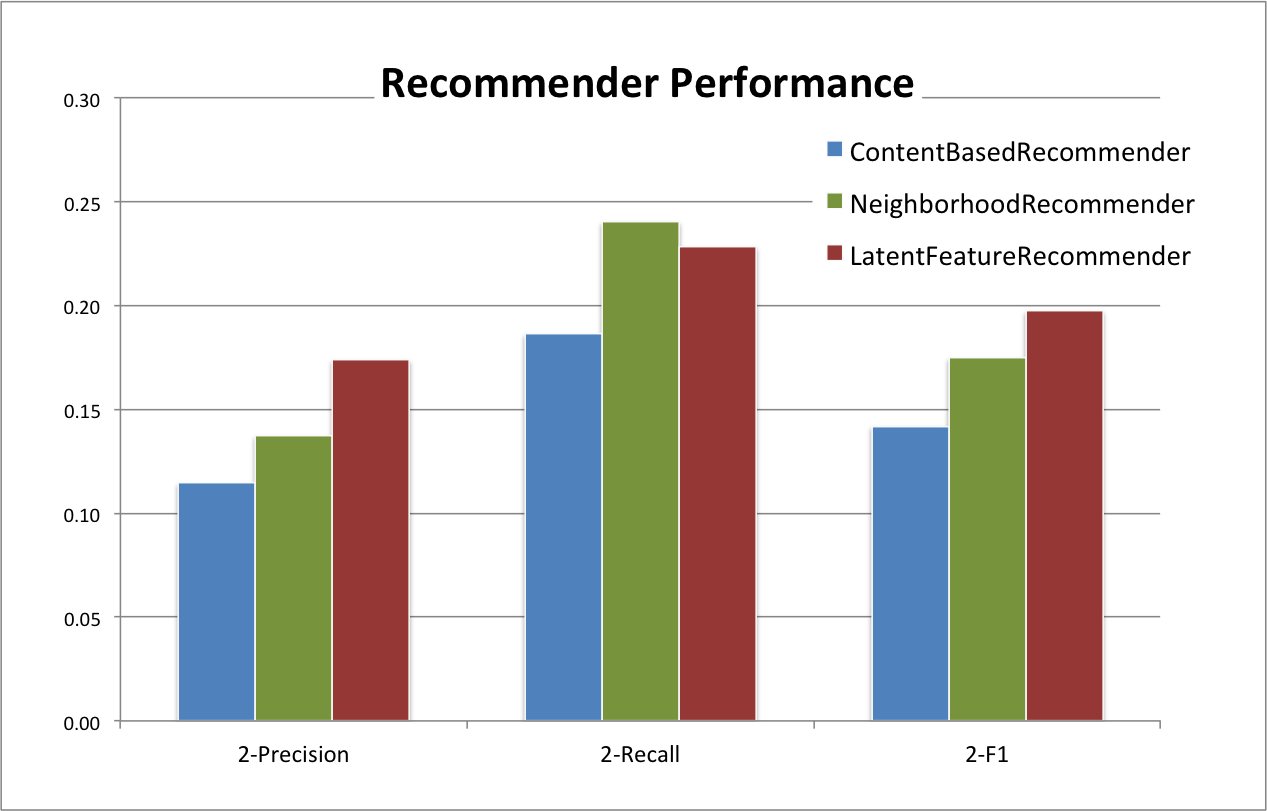 Recommender Performance
0.30
0.25
0.20
0.15
0.10
0.05
0.00
ContentBasedRecommender
NeighborhoodRecommender
LatentFeatureRecommender
2-Precision
2-Recall
2-F1